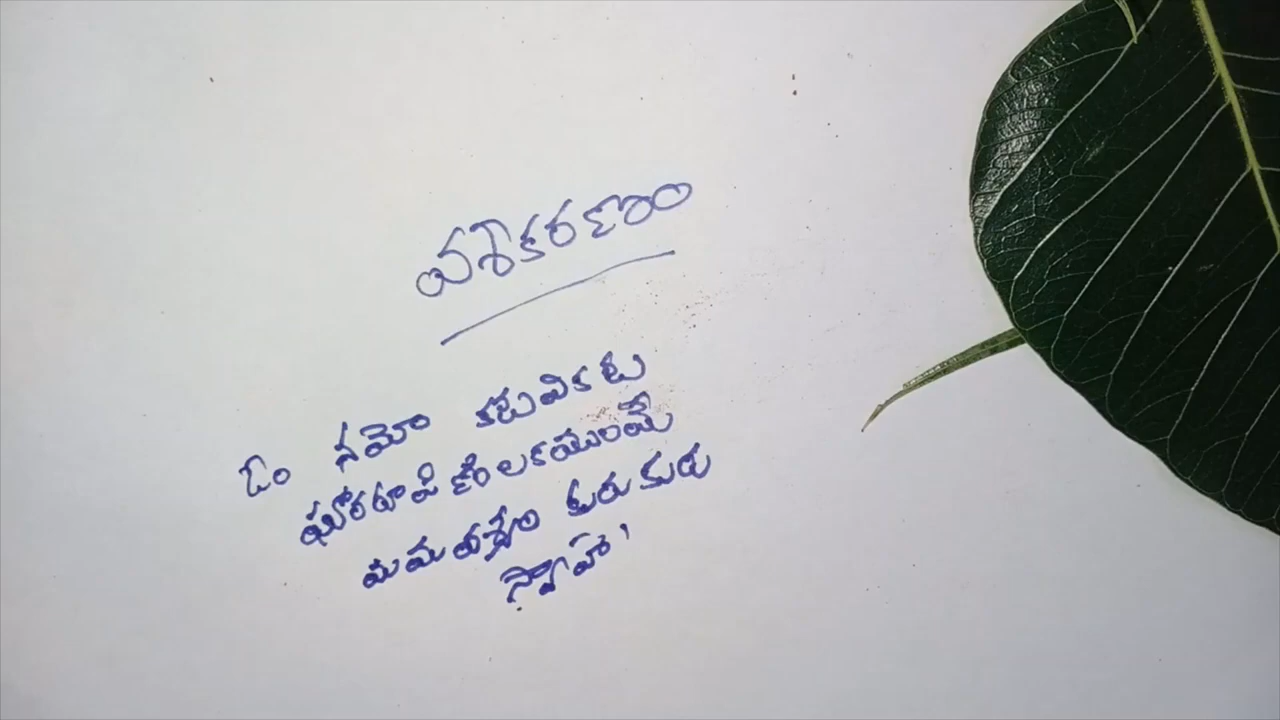 వశీకరణం
ఓం నమో కటువికటు
ఘోరరూపిణి
మమ వశ్యం కురుకురు
స్వాహా